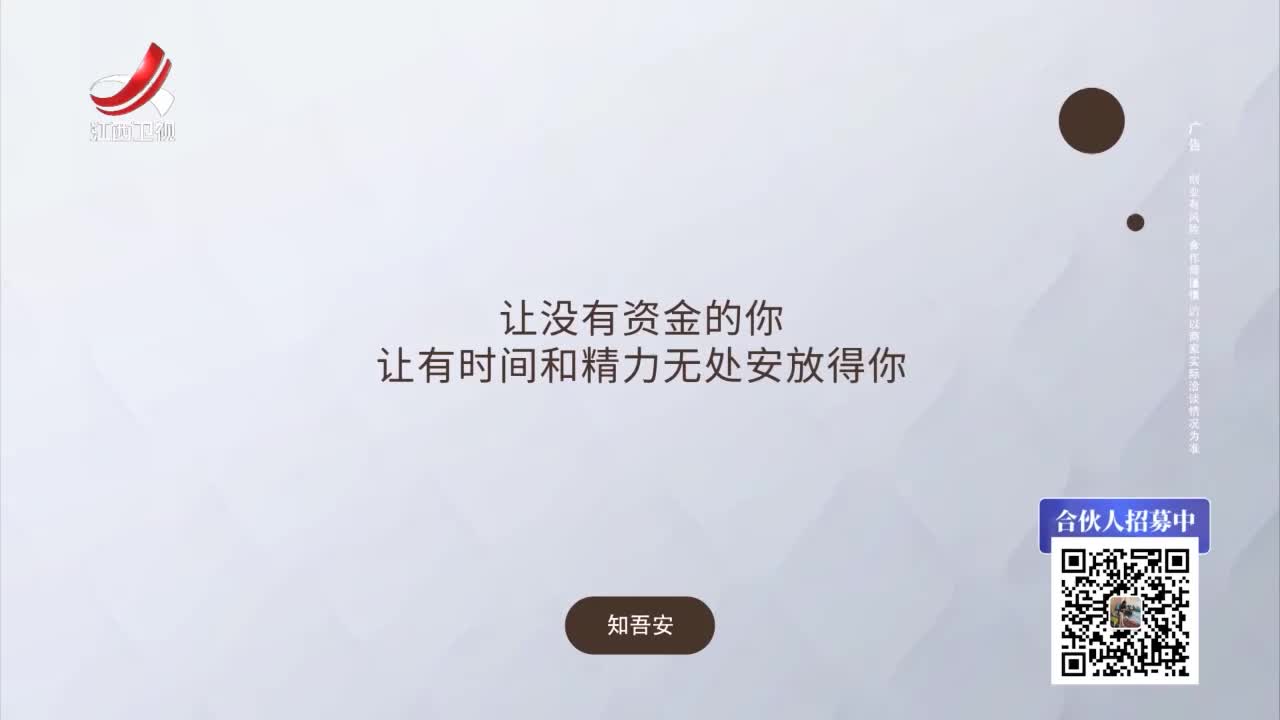 江西卫视
广告
创业有风险 合作需谨慎 请以商家实际洽谈情况为准
让没有资金的你
让有时间和精力无处安放得你
合伙人招募中
知吾安